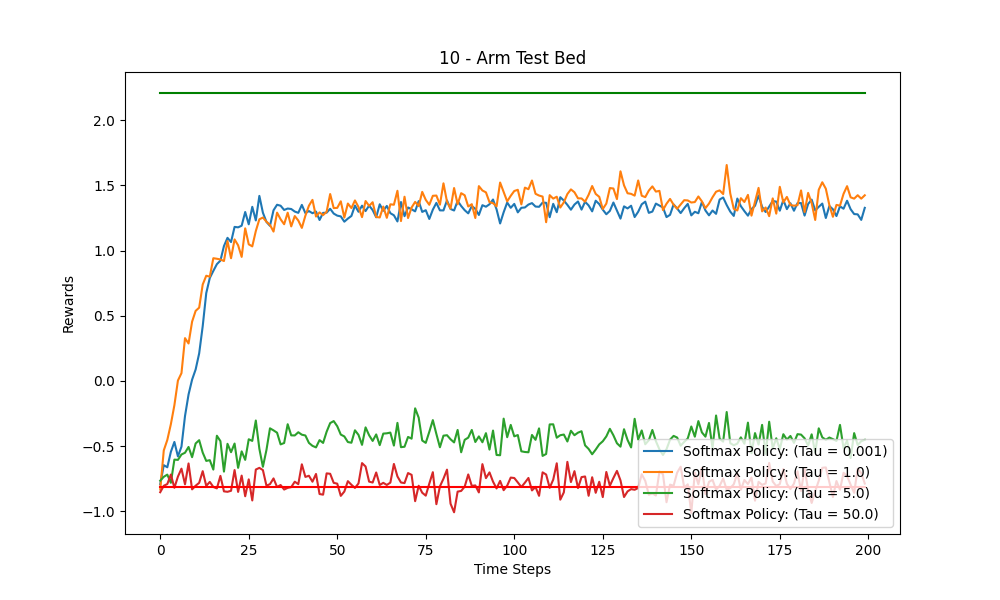 10 - Arm Test Bed
Rewards
2.0
1.5
1.0
0.5
0.0
−0.5
−1.0
Softmax Policy: (Tau = 0.001)
Softmax Policy: (Tau = 1.0)
Softmax Policy: (Tau = 5.0)
Softmax Policy: (Tau = 50.0)
0 25 50 75 100 125 150 175 200
Time Steps